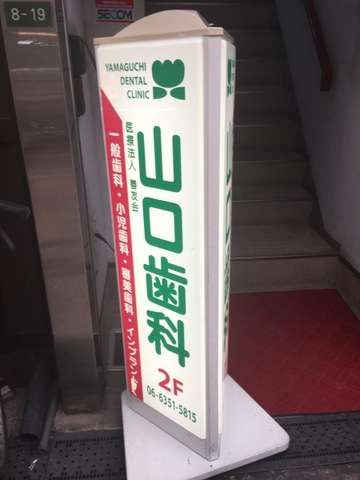 8-19
SECOM
YAMAGUCHI
DENTAL
CLINIC
医療法人 善友会
山口歯科
一般歯科・小児歯科・審美歯科・インプラント
2F
06-6351-5815